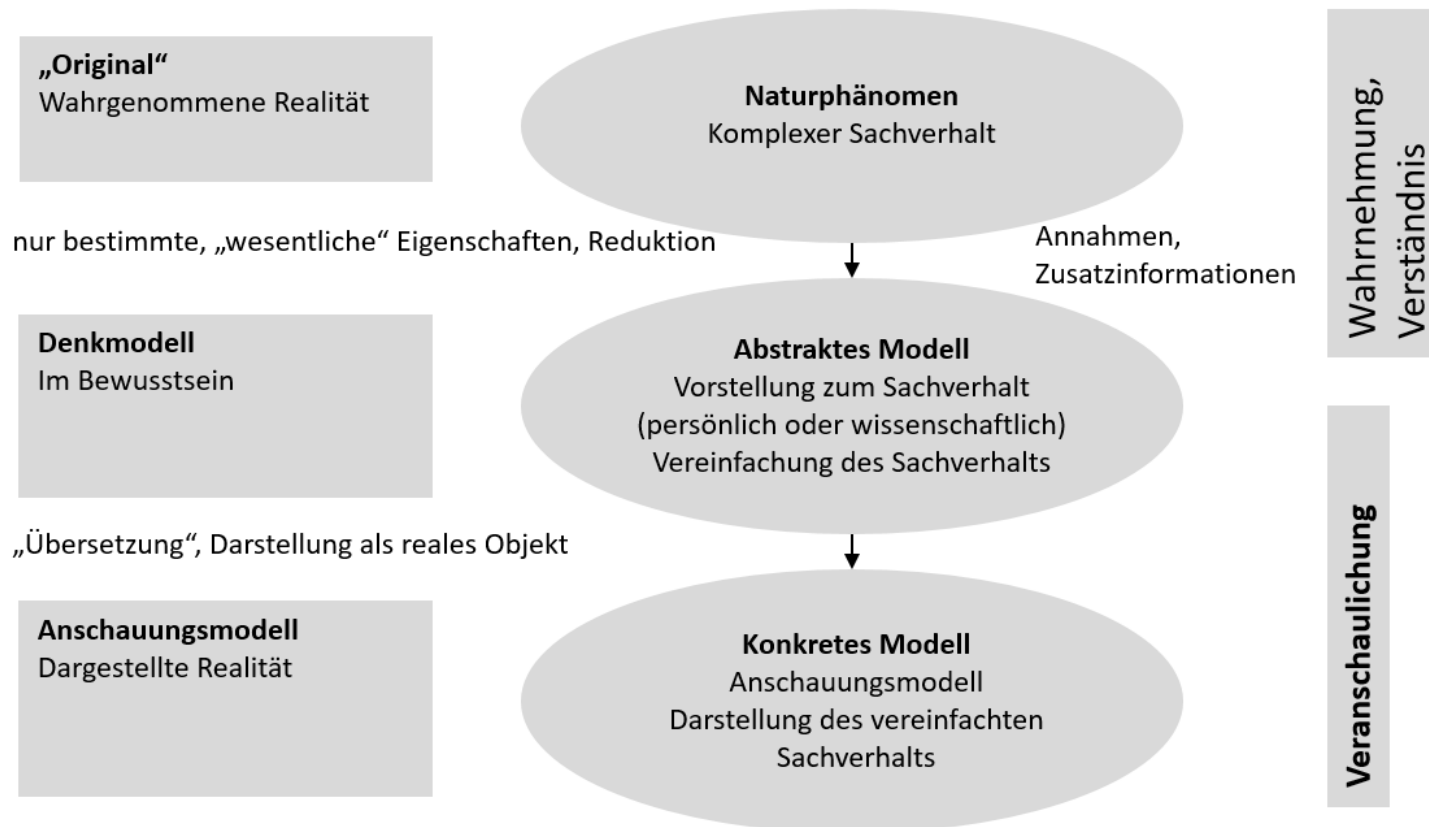 „Original“
Wahrgenommene Realität
Naturphänomen
Komplexer Sachverhalt
Wahrnehmung,
Verständnis
nur bestimmte, „wesentliche“ Eigenschaften, Reduktion
Annahmen,
Zusatzinformationen
Denkmodell
Im Bewusstsein
Abstraktes Modell
Vorstellung zum Sachverhalt
(persönlich oder wissenschaftlich)
Vereinfachung des Sachverhalts
Veranschaulichung
„Übersetzung“, Darstellung als reales Objekt
Anschauungsmodell
Dargestellte Realität
Konkretes Modell
Anschauungsmodell
Darstellung des vereinfachten
Sachverhalts